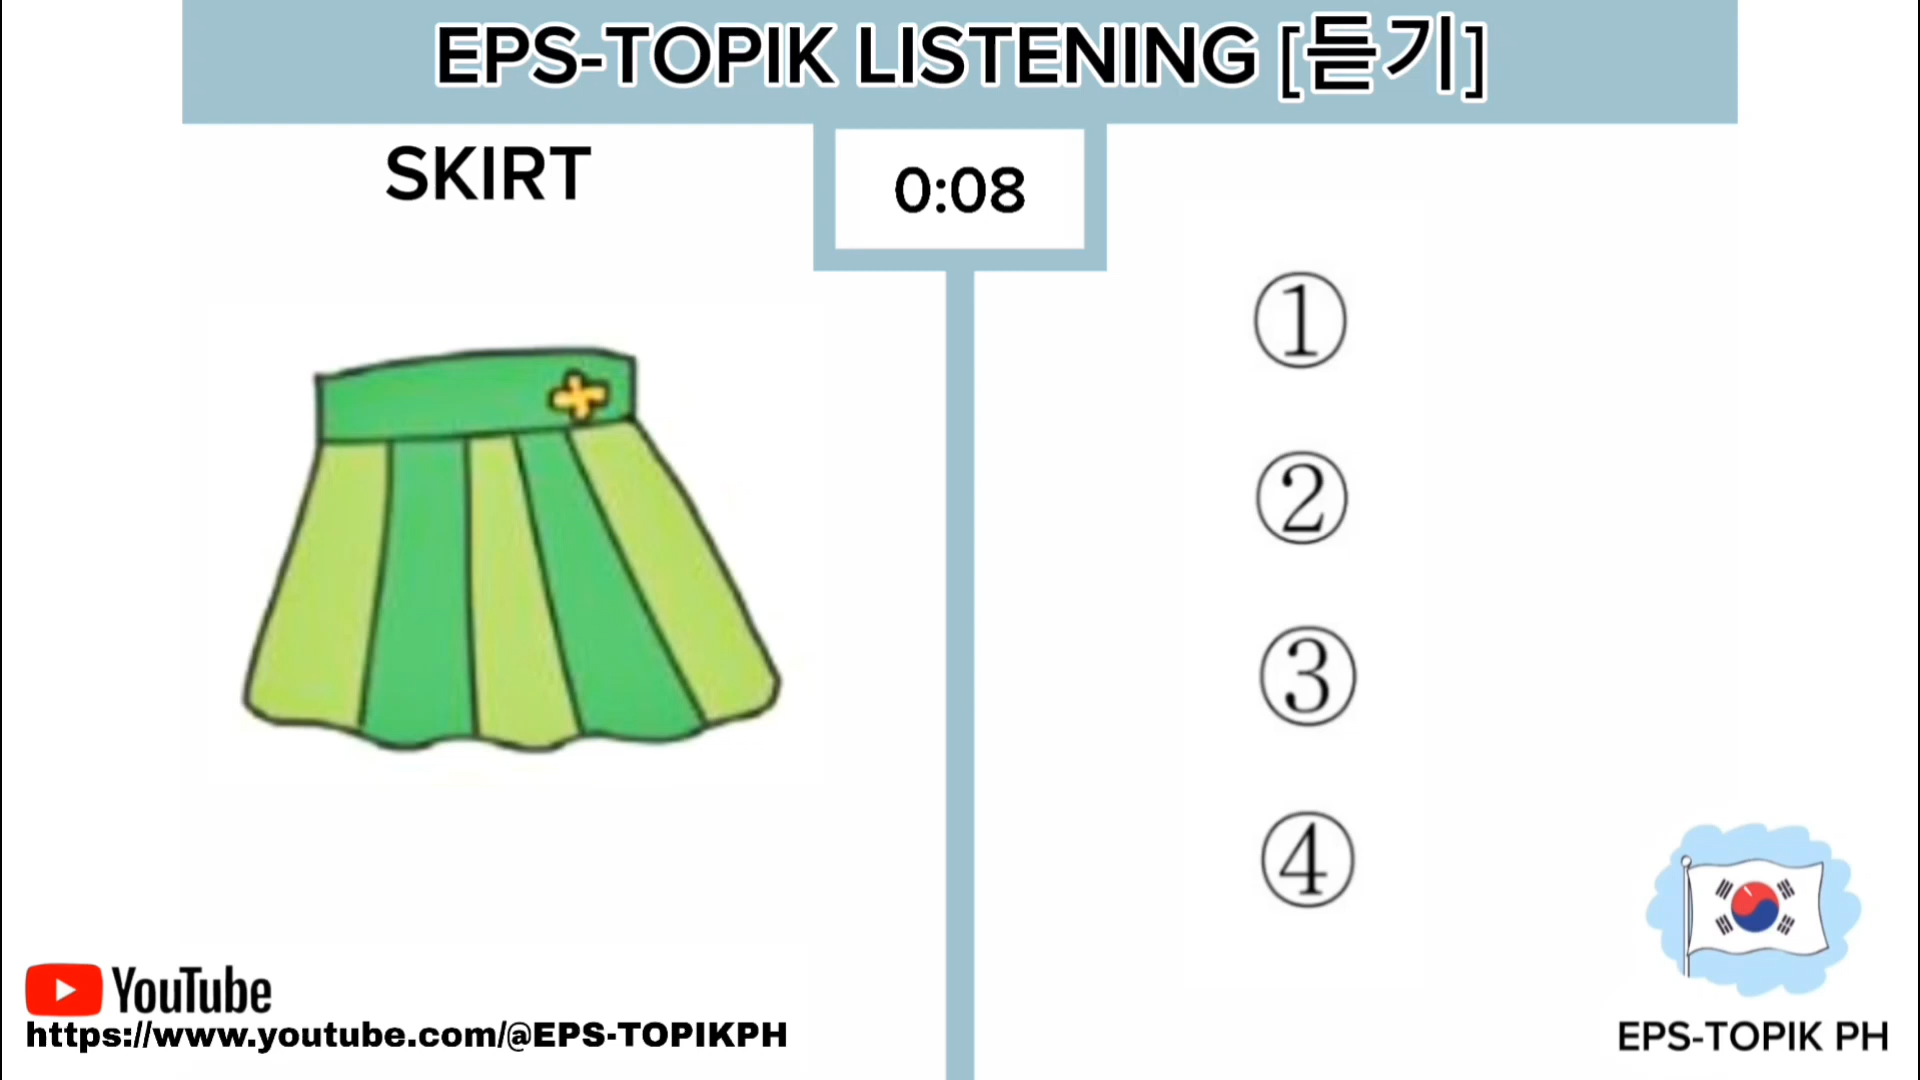 EPS-TOPIK LISTENING [듣기]
SKIRT
0:08
①
②
③
④
YouTube
https://www.youtube.com/@EPS-TOPIKPH
EPS-TOPIK PH